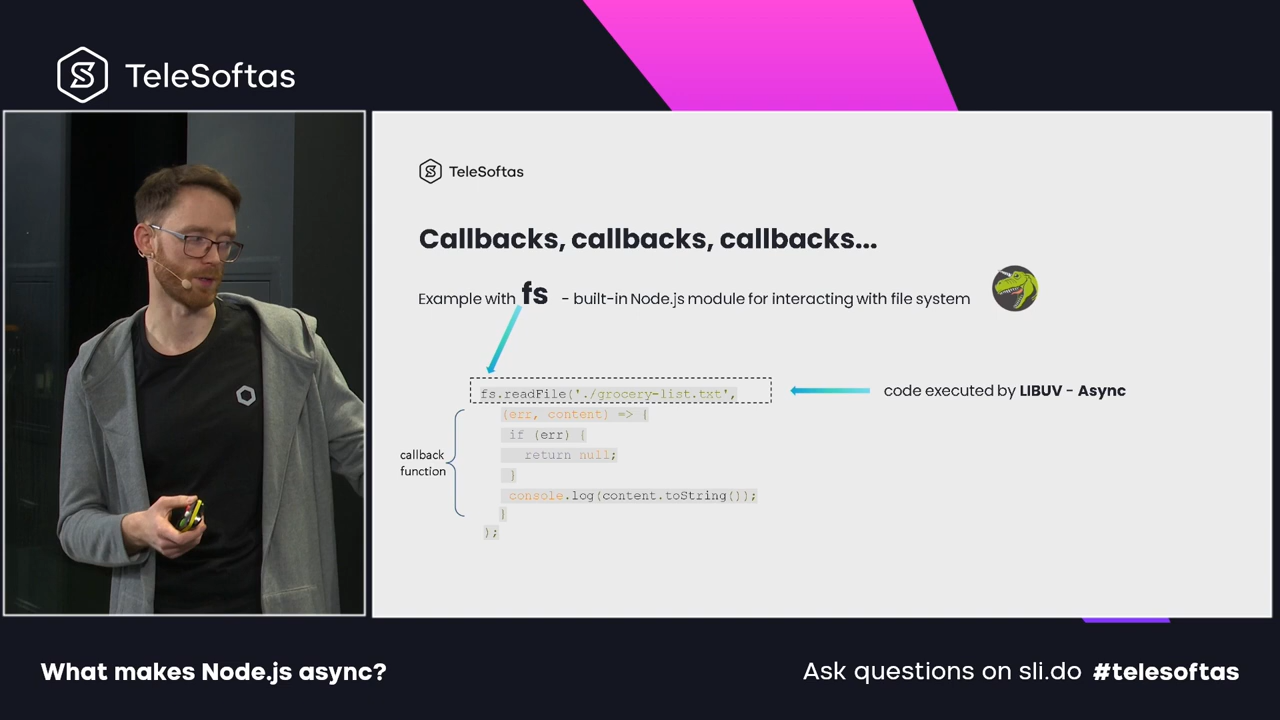 TeleSoftas
TeleSoftas
Callbacks, callbacks, callbacks...
Example with fs - built-in Node.js module for interacting with file system
fs.readFile('./grocery-list.txt',
code executed by LIBUV - Async
(err, content) => {
if (err) {
callback
function
return null;
}
console.log(content.toString());
}
);
What makes Node.js async?
Ask questions on sli.do #telesoftas